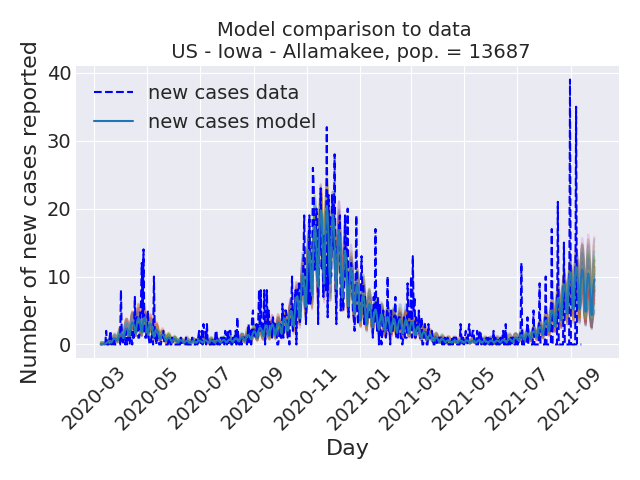 Model comparison to data
US - Iowa - Allamakee, pop. = 13687
Number of new cases reported
40
30
20
10
0
new cases data
new cases model
2020-03
2020-05
2020-07
2020-09
2020-11
2021-01
2021-03
2021-05
2021-07
2021-09
Day